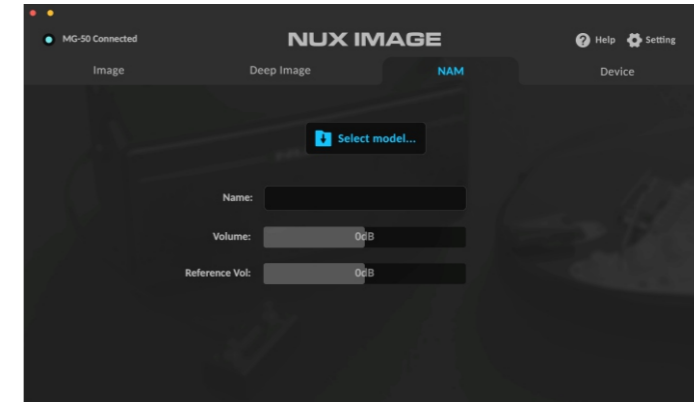 MG-50 Connected
NUX IMAGE
Help
Setting
Image
Deep Image
NAM
Device
Select model...
Name:
Volume: 0dB
Reference Vol: 0dB